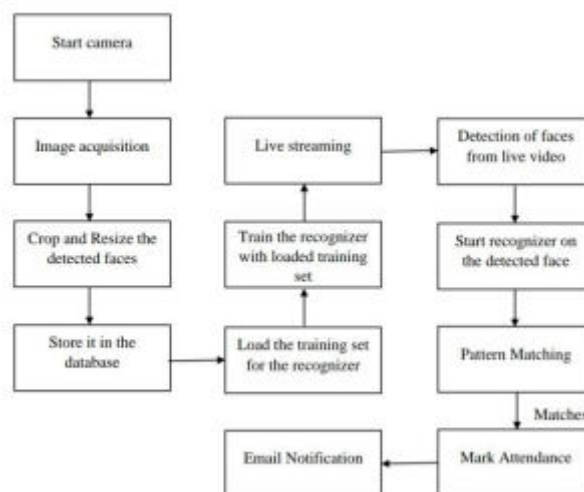 Start camera
Image acquisition
Crop and Resize the
detected faces
Store it in the
database
Load the training set
for the recognizer
Train the recognizer
with loaded training
set
Live streaming
Detection of faces
from live video
Start recognizer on
the detected face
Pattern Matching
Matches
Mark Attendance
Email Notification